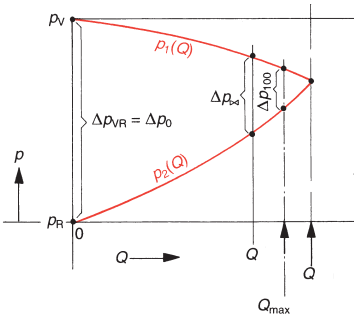 pV
p1(Q)
Δp⋈
Δp100
ΔpVR = Δp0
p
p2(Q)
pR
0
Q
Q
Q
Qmax